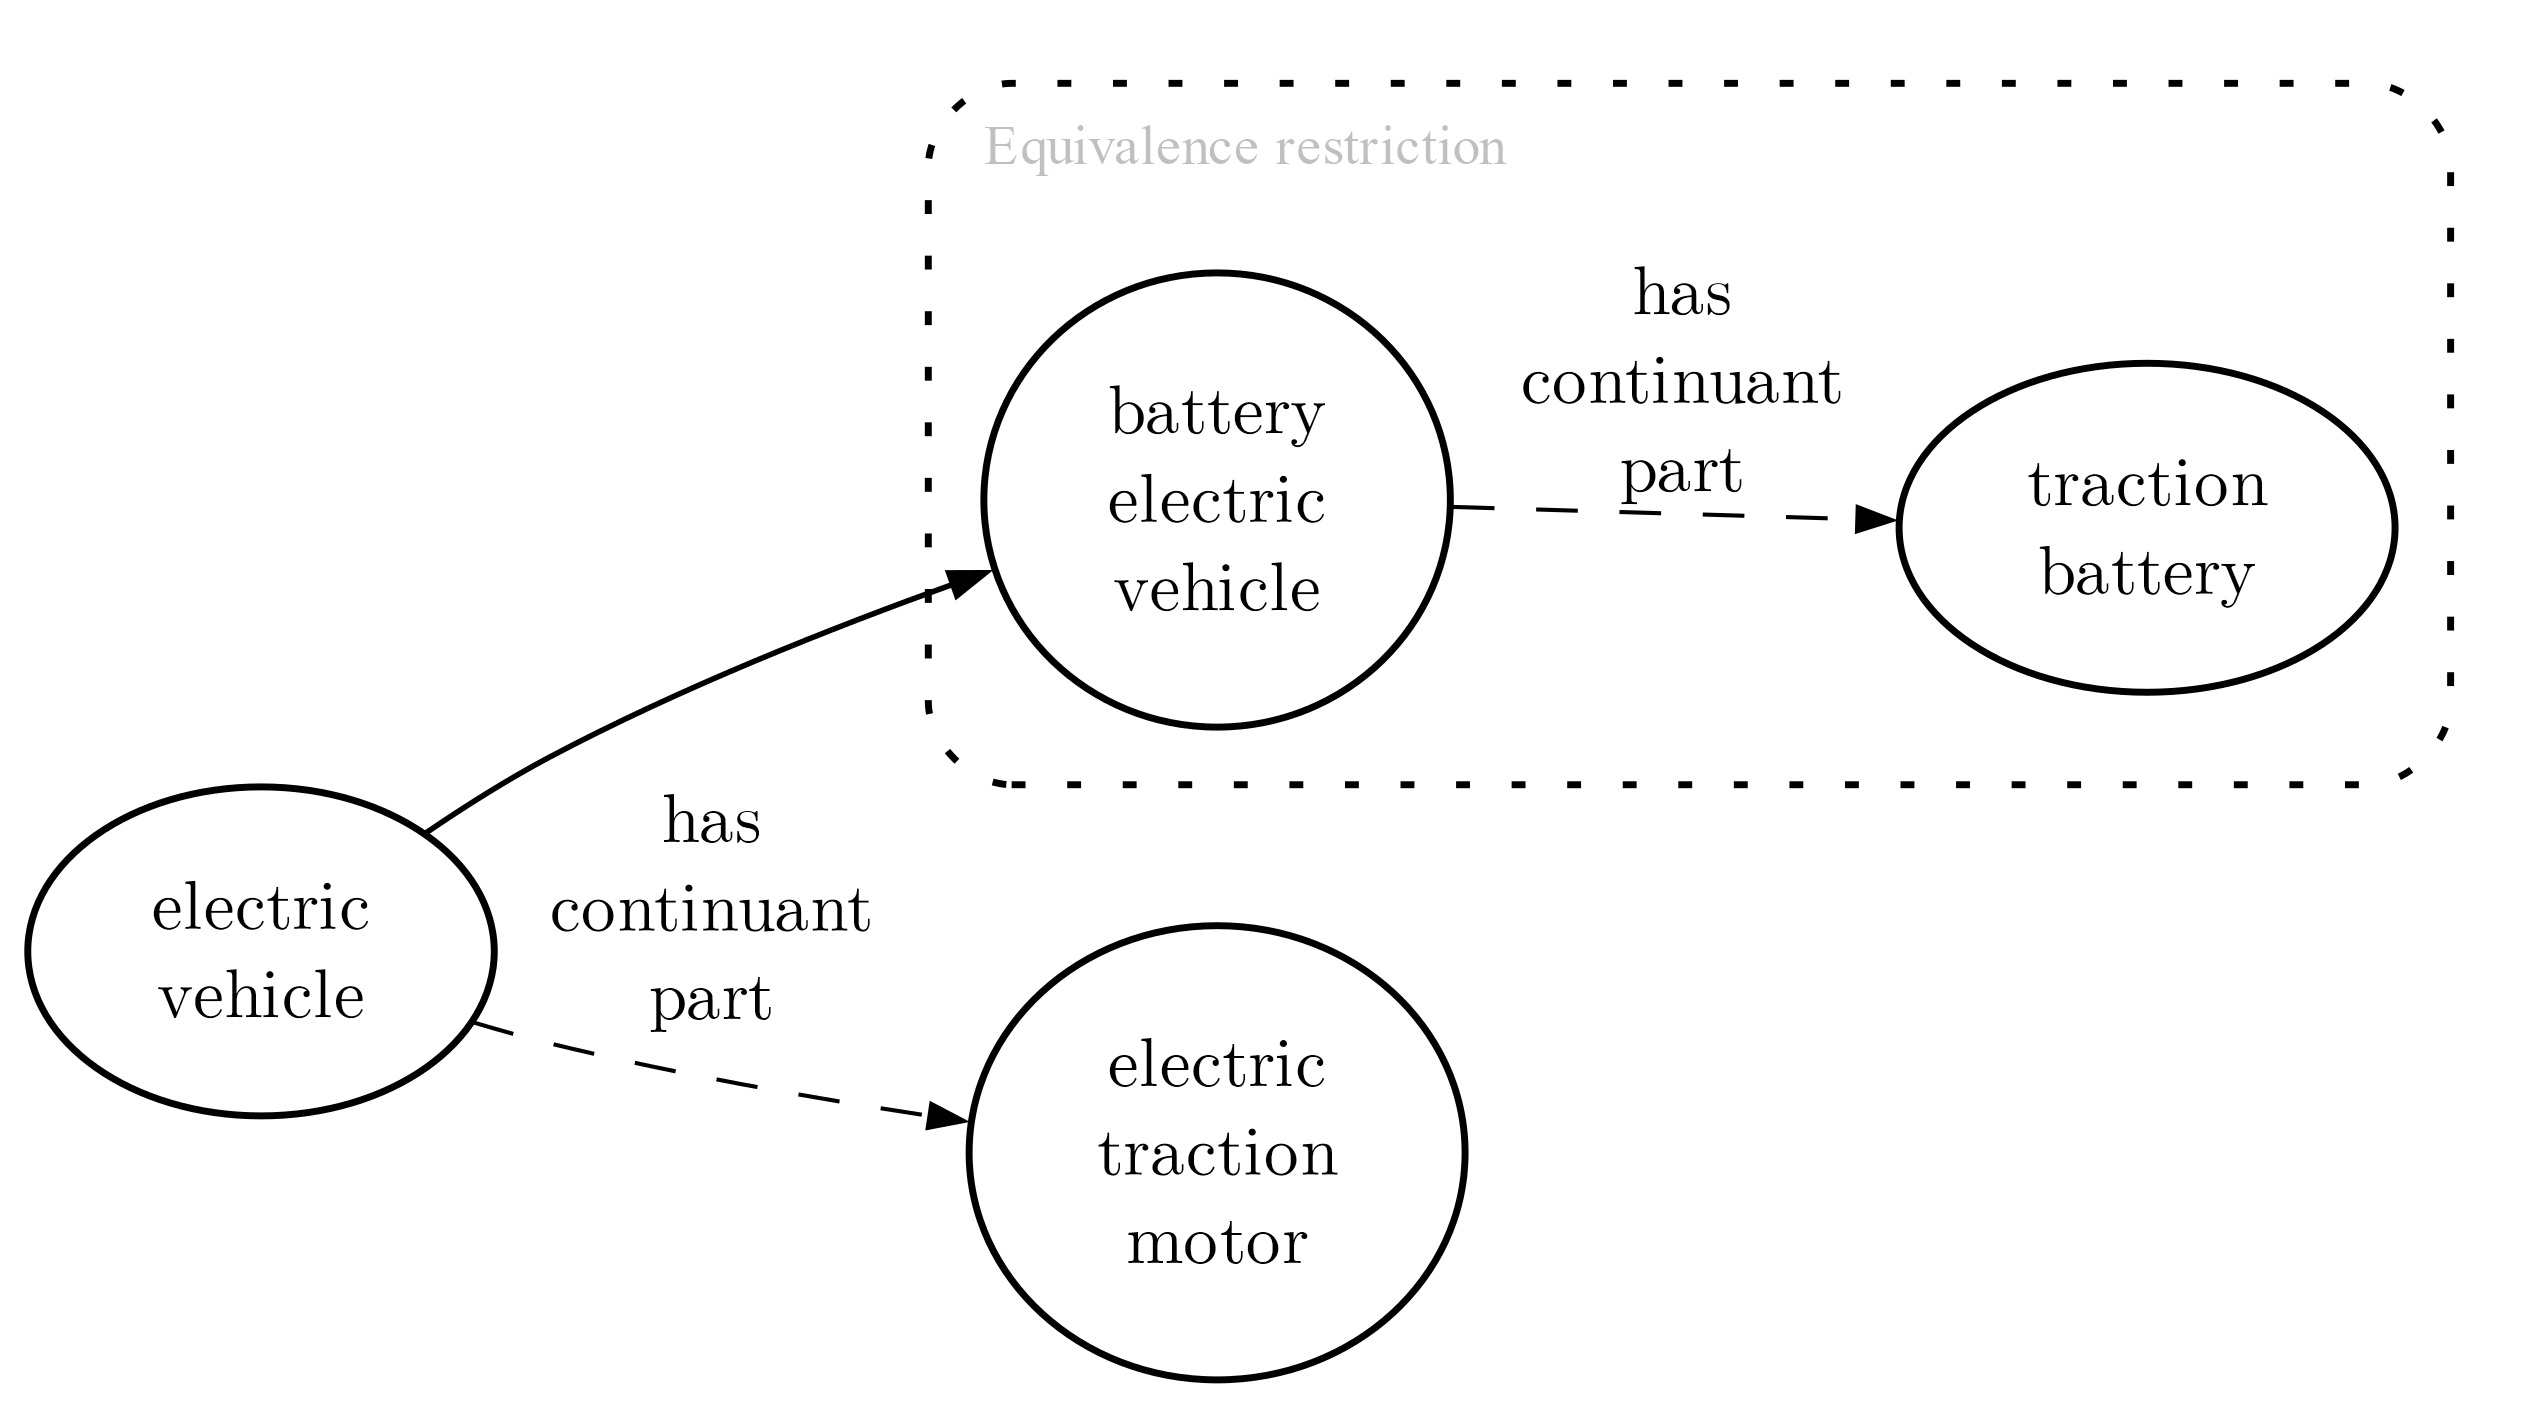 Equivalence restriction
battery
electric
vehicle
has
continuant
part
traction
battery
electric
vehicle
has
continuant
part
electric
traction
motor